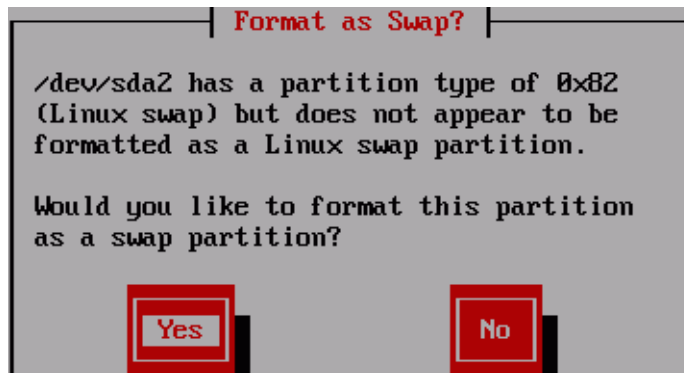 Format as Swap?
/dev/sda2 has a partition type of 0x82
(Linux swap) but does not appear to be
formatted as a Linux swap partition.
Would you like to format this partition
as a swap partition?
Yes No